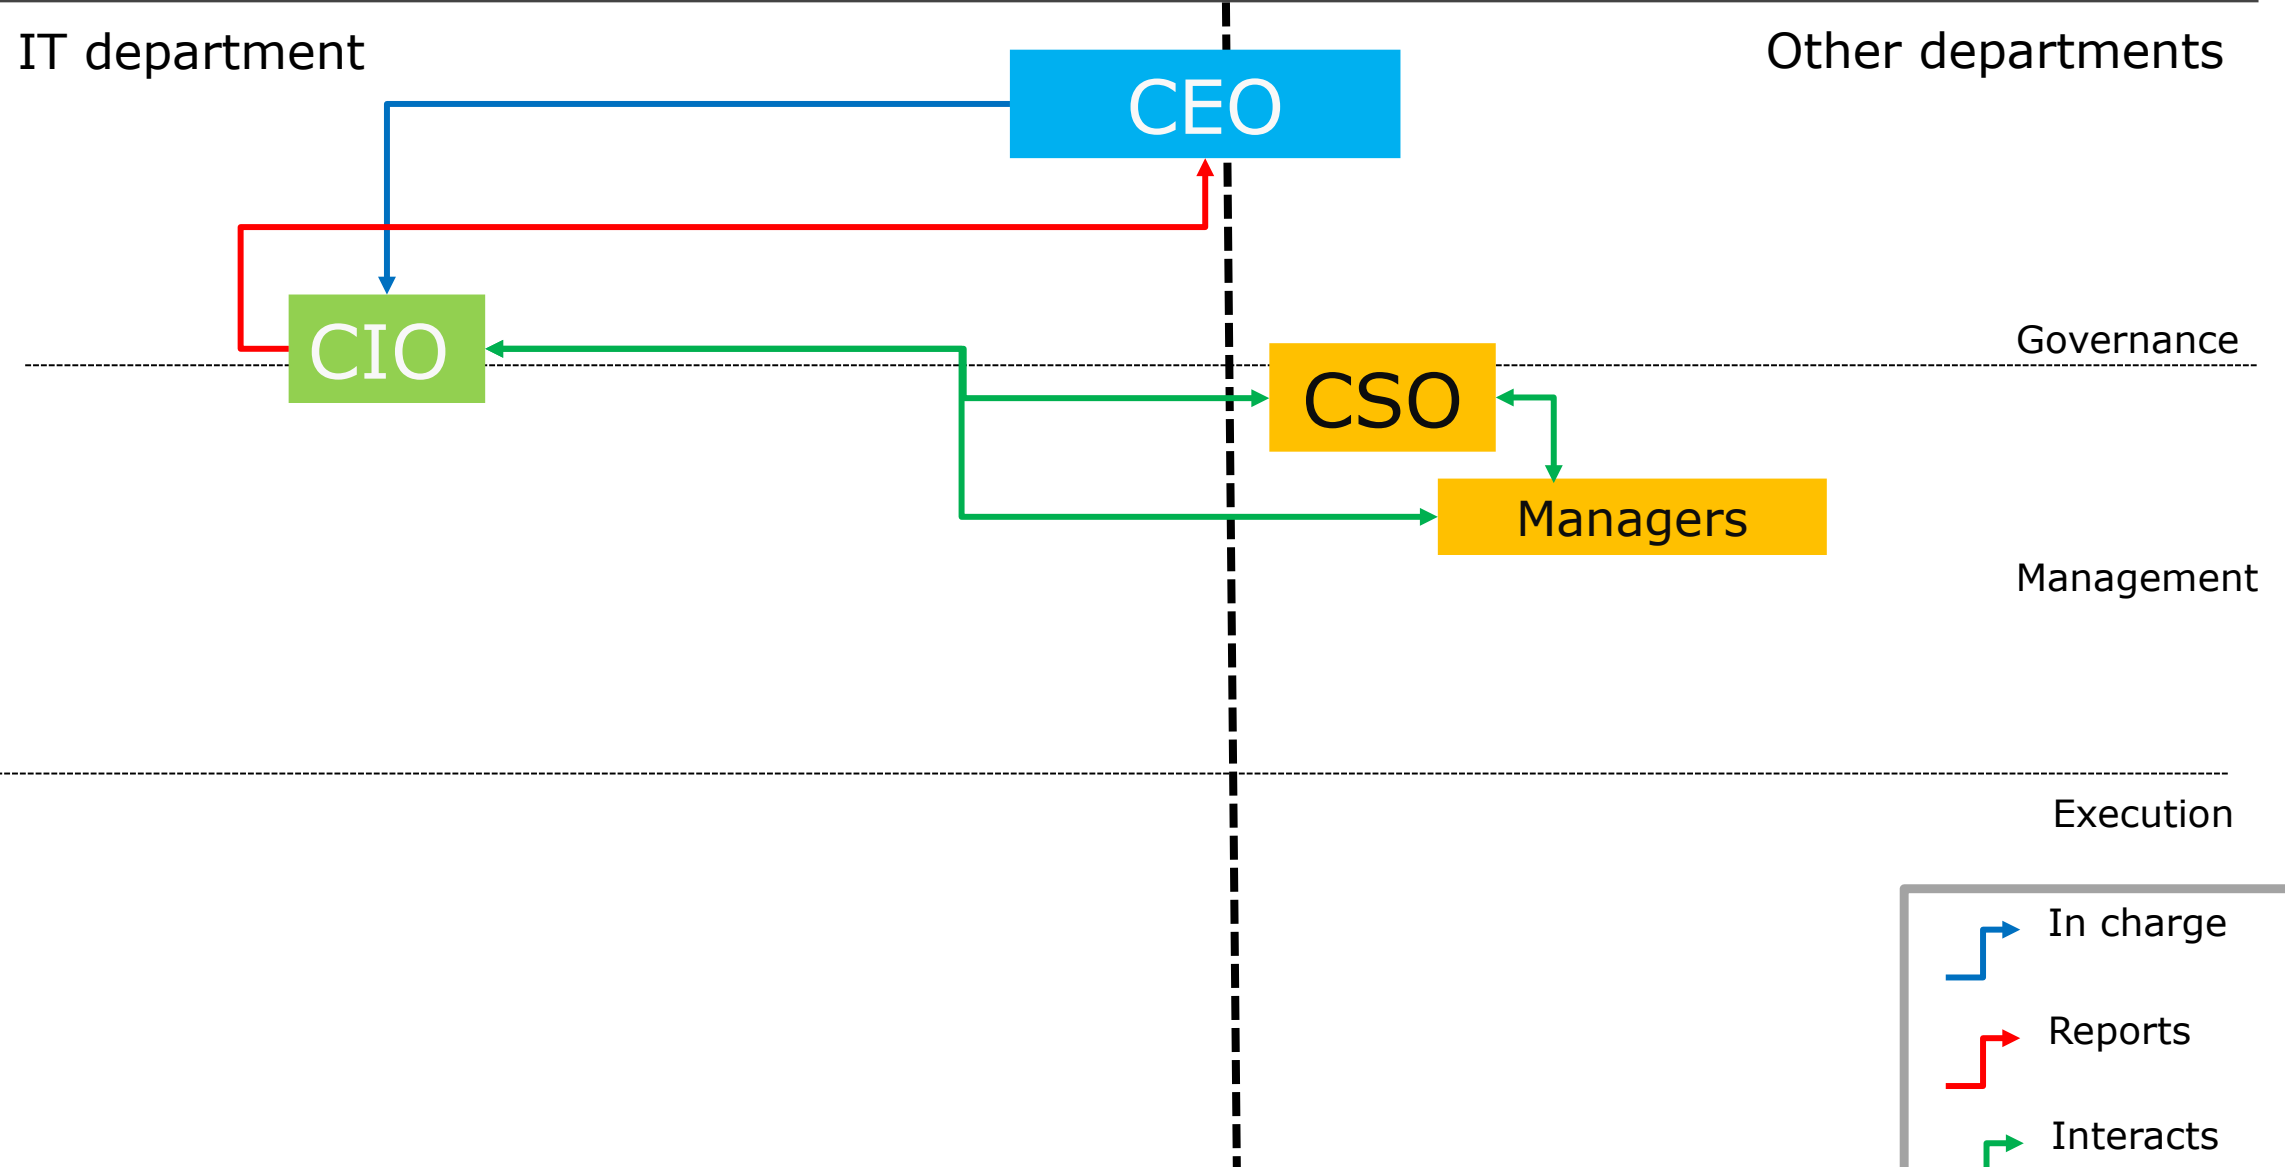 IT department
CEO
Other departments
CIO
Governance
CSO
Managers
Management
Execution
In charge
Reports
Interacts